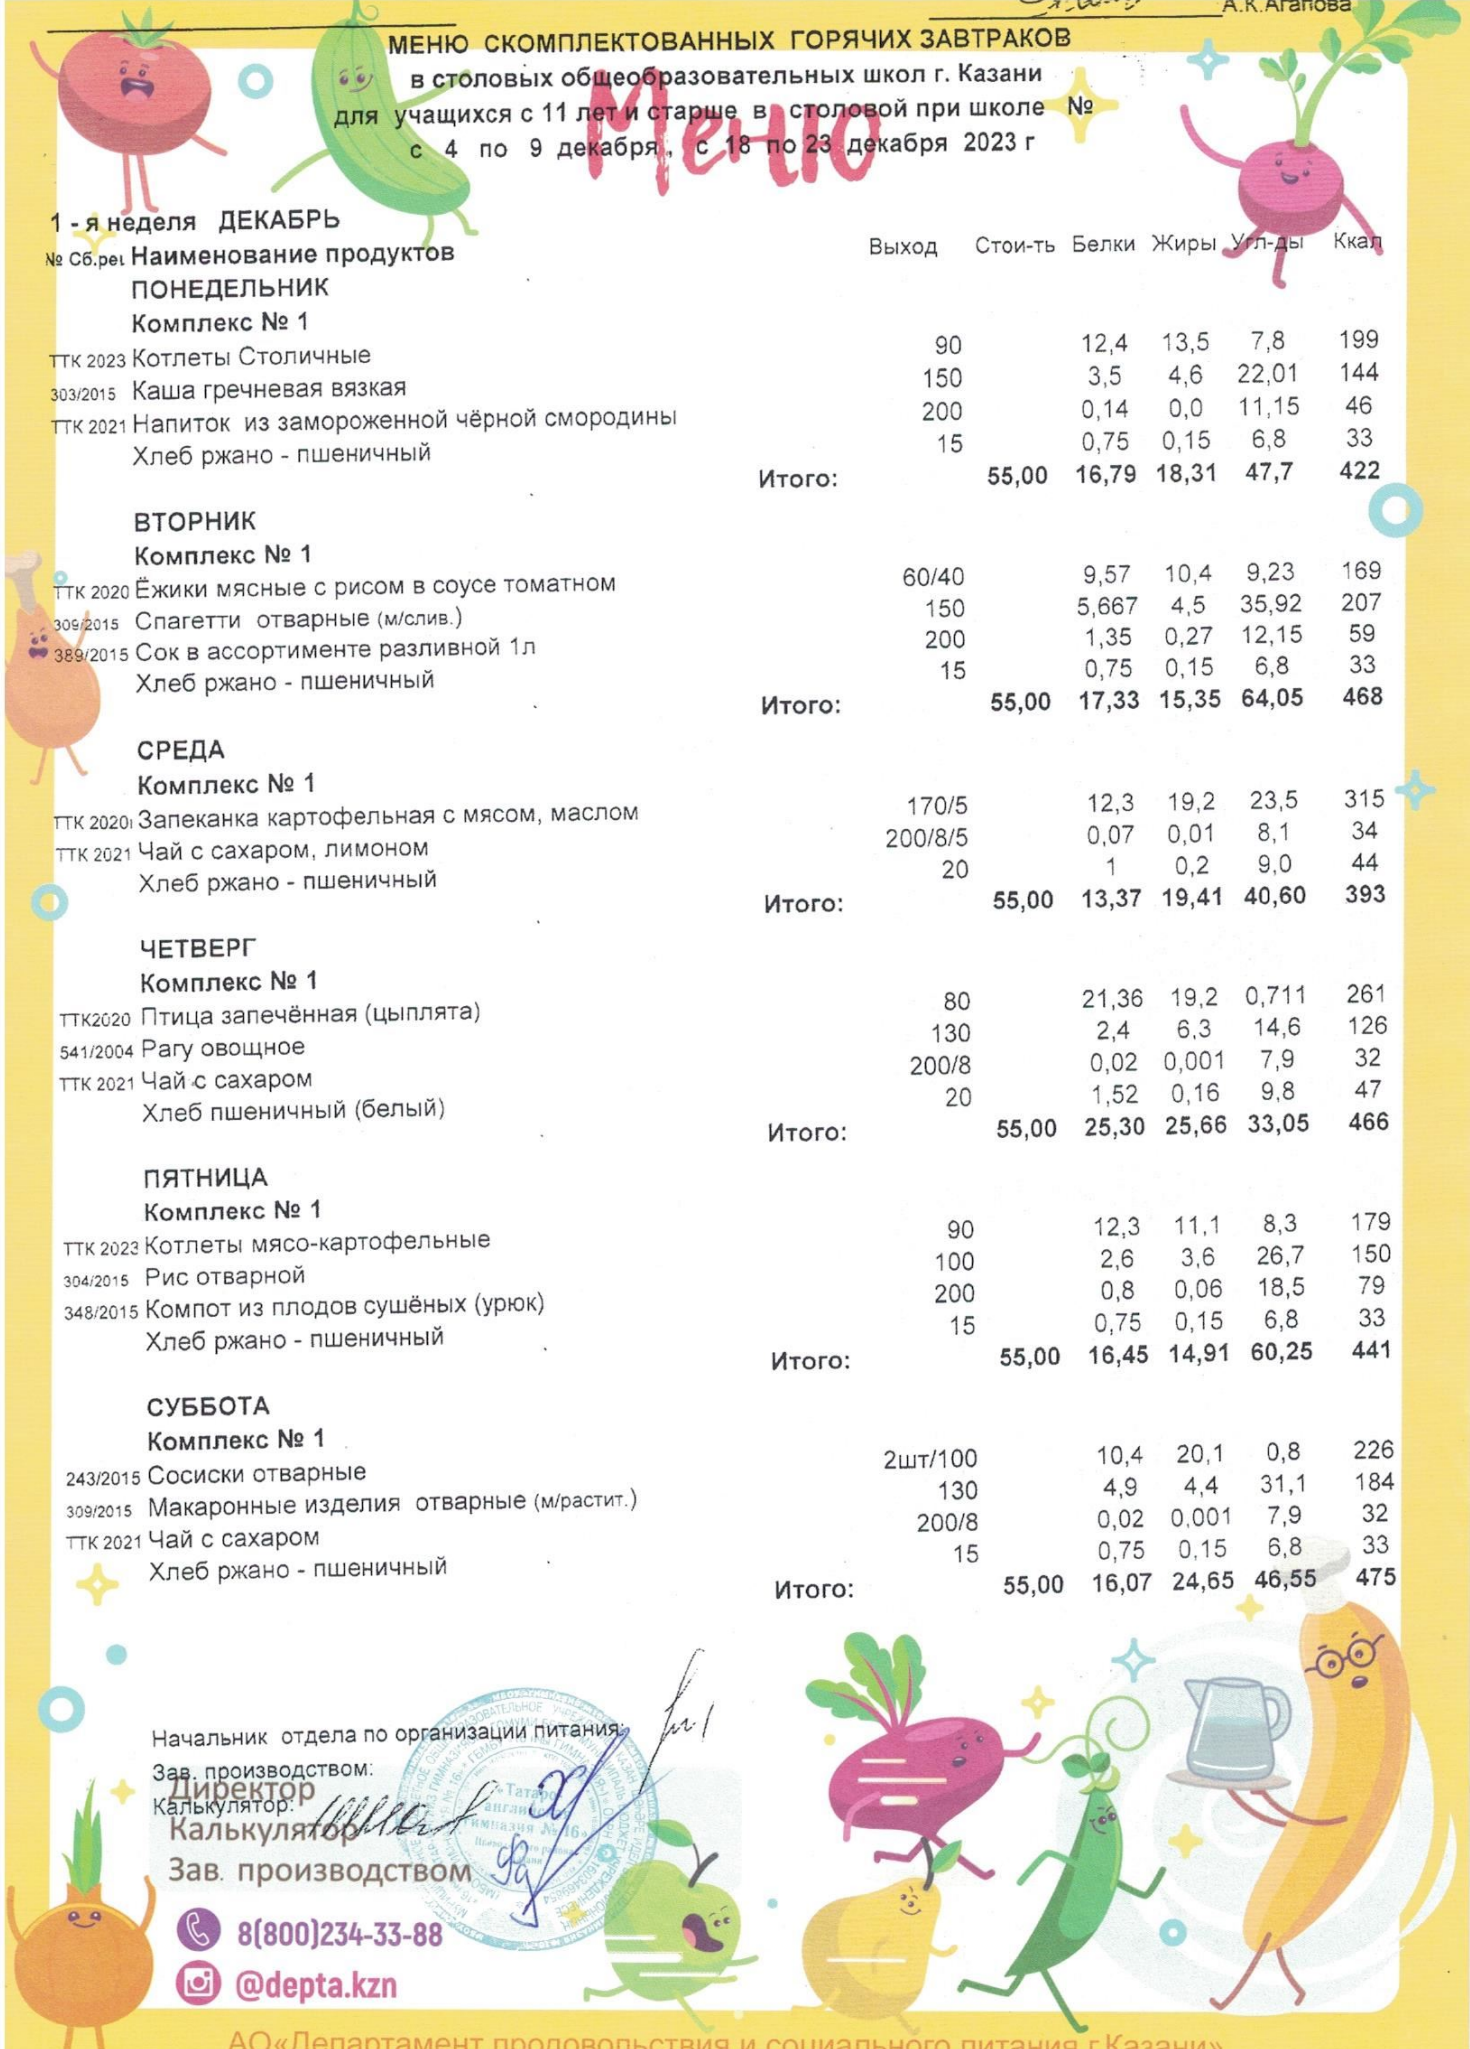 А.К.Агапова
МЕНЮ СКОМПЛЕКТОВАННЫХ ГОРЯЧИХ ЗАВТРАКОВ
в столовых общеобразовательных школ г. Казани
для учащихся с 11 лет и старше в столовой при школе №
с 4 по 9 декабря, с 18 по 23 декабря 2023 г
Меню
1 - я неделя ДЕКАБРЬ
№ Сб.рец Наименование продуктов Выход Стои-ть Белки Жиры Угл-ды Ккал
ПОНЕДЕЛЬНИК
Комплекс № 1
ТТК 2023 Котлеты Столичные 90 12,4 13,5 7,8 199
303/2015 Каша гречневая вязкая 150 3,5 4,6 22,01 144
ТТК 2021 Напиток из замороженной чёрной смородины 200 0,14 0,0 11,15 46
Хлеб ржано - пшеничный 15 0,75 0,15 6,8 33
Итого: 55,00 16,79 18,31 47,7 422
ВТОРНИК
Комплекс № 1
ТТК 2020 Ёжики мясные с рисом в соусе томатном 60/40 9,57 10,4 9,23 169
309/2015 Спагетти отварные (м/слив.) 150 5,667 4,5 35,92 207
389/2015 Сок в ассортименте разливной 1л 200 1,35 0,27 12,15 59
Хлеб ржано - пшеничный 15 0,75 0,15 6,8 33
Итого: 55,00 17,33 15,35 64,05 468
СРЕДА
Комплекс № 1
ТТК 2020 Запеканка картофельная с мясом, маслом 170/5 12,3 19,2 23,5 315
ТТК 2021 Чай с сахаром, лимоном 200/8/5 0,07 0,01 8,1 34
Хлеб ржано - пшеничный 20 1 0,2 9,0 44
Итого: 55,00 13,37 19,41 40,60 393
ЧЕТВЕРГ
Комплекс № 1
ТТК2020 Птица запечённая (цыплята) 80 21,36 19,2 0,711 261
541/2004 Рагу овощное 130 2,4 6,3 14,6 126
ТТК 2021 Чай с сахаром 200/8 0,02 0,001 7,9 32
Хлеб пшеничный (белый) 20 1,52 0,16 9,8 47
Итого: 55,00 25,30 25,66 33,05 466
ПЯТНИЦА
Комплекс № 1
ТТК 2023 Котлеты мясо-картофельные 90 12,3 11,1 8,3 179
304/2015 Рис отварной 100 2,6 3,6 26,7 150
348/2015 Компот из плодов сушёных (урюк) 200 0,8 0,06 18,5 79
Хлеб ржано - пшеничный 15 0,75 0,15 6,8 33
Итого: 55,00 16,45 14,91 60,25 441
СУББОТА
Комплекс № 1
243/2015 Сосиски отварные 2шт/100 10,4 20,1 0,8 226
309/2015 Макаронные изделия отварные (м/растит.) 130 4,9 4,4 31,1 184
ТТК 2021 Чай с сахаром 200/8 0,02 0,001 7,9 32
Хлеб ржано - пшеничный 15 0,75 0,15 6,8 33
Итого: 55,00 16,07 24,65 46,55 475
Начальник отдела по организации питания:
Зав. производством:
Директор
Калькулятор:
Калькулятор
Зав. производством
8(800)234-33-88
@depta.kzn
АО«Департамент продовольствия и социального питания г.Казани»